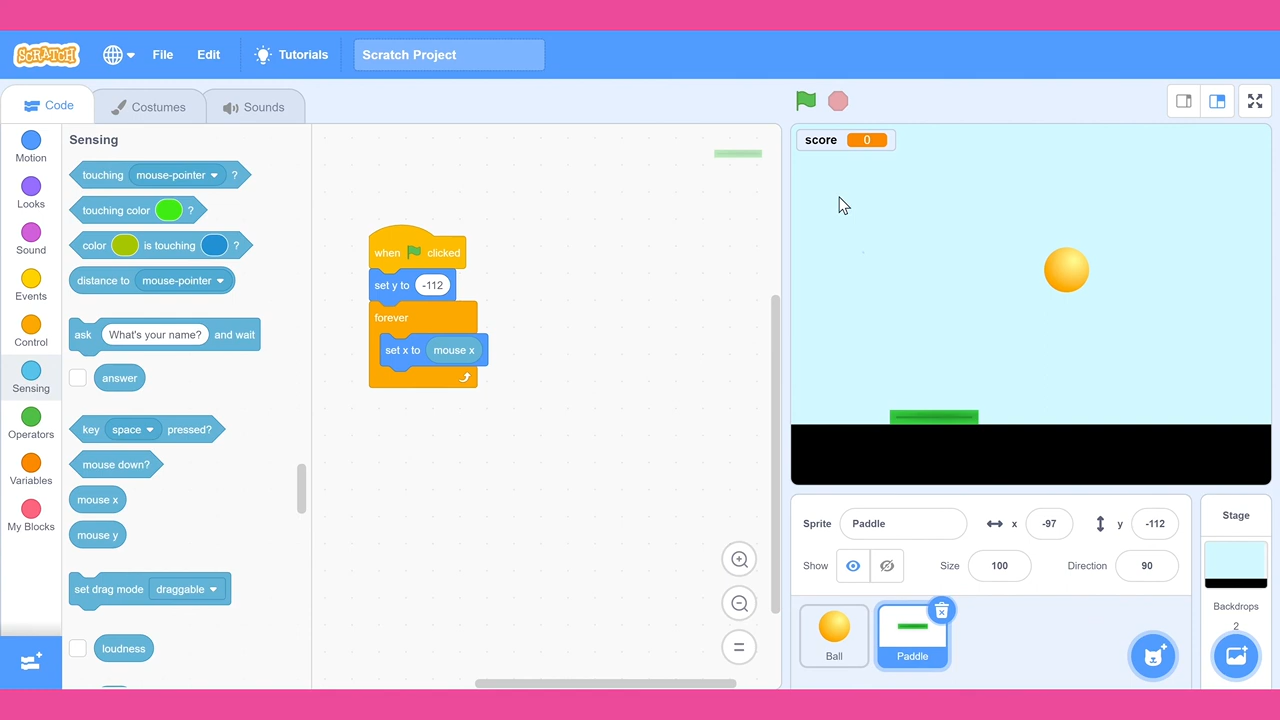 SCRATCH File Edit Tutorials Scratch Project
Code Costumes Sounds
Motion
Looks
Sound
Events
Control
Sensing
Operators
Variables
My Blocks
Sensing
touching mouse-pointer ?
touching color ?
color is touching ?
distance to mouse-pointer
ask What's your name? and wait
answer
key space pressed?
mouse down?
mouse x
mouse y
set drag mode draggable
loudness
when clicked
set y to -112
forever
set x to mouse x
score 0
Sprite Paddle x -97 y -112
Show Size 100 Direction 90
Ball
Paddle
Stage
Backdrops
2